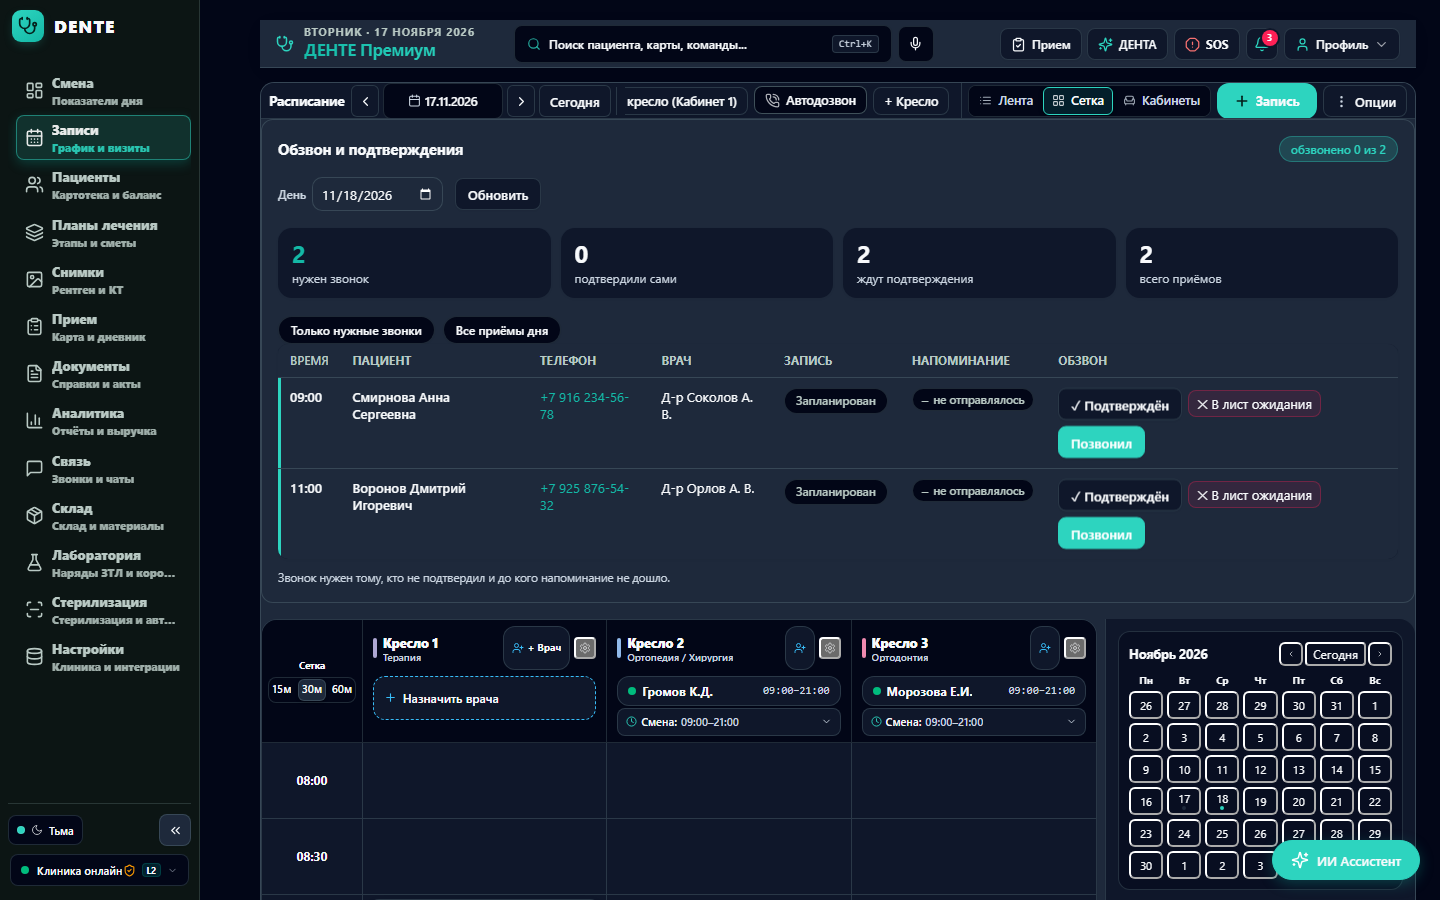 DENTE
Смена
Показатели дня
Записи
График и визиты
Пациенты
Картотека и баланс
Планы лечения
Этапы и сметы
Снимки
Рентген и КТ
Прием
Карта и дневник
Документы
Справки и акты
Аналитика
Отчёты и выручка
Связь
Звонки и чаты
Склад
Склад и материалы
Лаборатория
Наряды ЗТЛ и коро...
Стерилизация
Стерилизация и авт...
Настройки
Клиника и интеграции
Тьма
Клиника онлайн L2
ВТОРНИК · 17 НОЯБРЯ 2026
ДЕНТЕ Премиум
Поиск пациента, карты, команды... Ctrl+K
Прием
ДЕНТА
SOS
3
Профиль
Расписание
17.11.2026
Сегодня
кресло (Кабинет 1)
Автодозвон
+ Кресло
Лента
Сетка
Кабинеты
+ Запись
Опции
Обзвон и подтверждения
обзвонено 0 из 2
День 11/18/2026 Обновить
2
нужен звонок
0
подтвердили сами
2
ждут подтверждения
2
всего приёмов
Только нужные звонки Все приёмы дня
ВРЕМЯ ПАЦИЕНТ ТЕЛЕФОН ВРАЧ ЗАПИСЬ НАПОМИНАНИЕ ОБЗВОН
09:00 Смирнова Анна +7 916 234-56- Д-р Соколов А. Запланирован – не отправлялось ✓ Подтверждён ✕ В лист ожидания
Сергеевна 78 В.
Позвонил
11:00 Воронов Дмитрий +7 925 876-54- Д-р Орлов А. В. Запланирован – не отправлялось ✓ Подтверждён ✕ В лист ожидания
Игоревич 32
Позвонил
Звонок нужен тому, кто не подтвердил и до кого напоминание не дошло.
Сетка
15м 30м 60м
Кресло 1
Терапия
+ Врач
+ Назначить врача
Кресло 2
Ортопедия / Хирургия
Громов К.Д. 09:00–21:00
Смена: 09:00–21:00
Кресло 3
Ортодонтия
Морозова Е.И. 09:00–21:00
Смена: 09:00–21:00
08:00
08:30
Ноябрь 2026 ‹ Сегодня ›
Пн Вт Ср Чт Пт Сб Вс
26 27 28 29 30 31 1
2 3 4 5 6 7 8
9 10 11 12 13 14 15
16 17 18 19 20 21 22
23 24 25 26 27 28 29
30 1 2 3
ИИ Ассистент